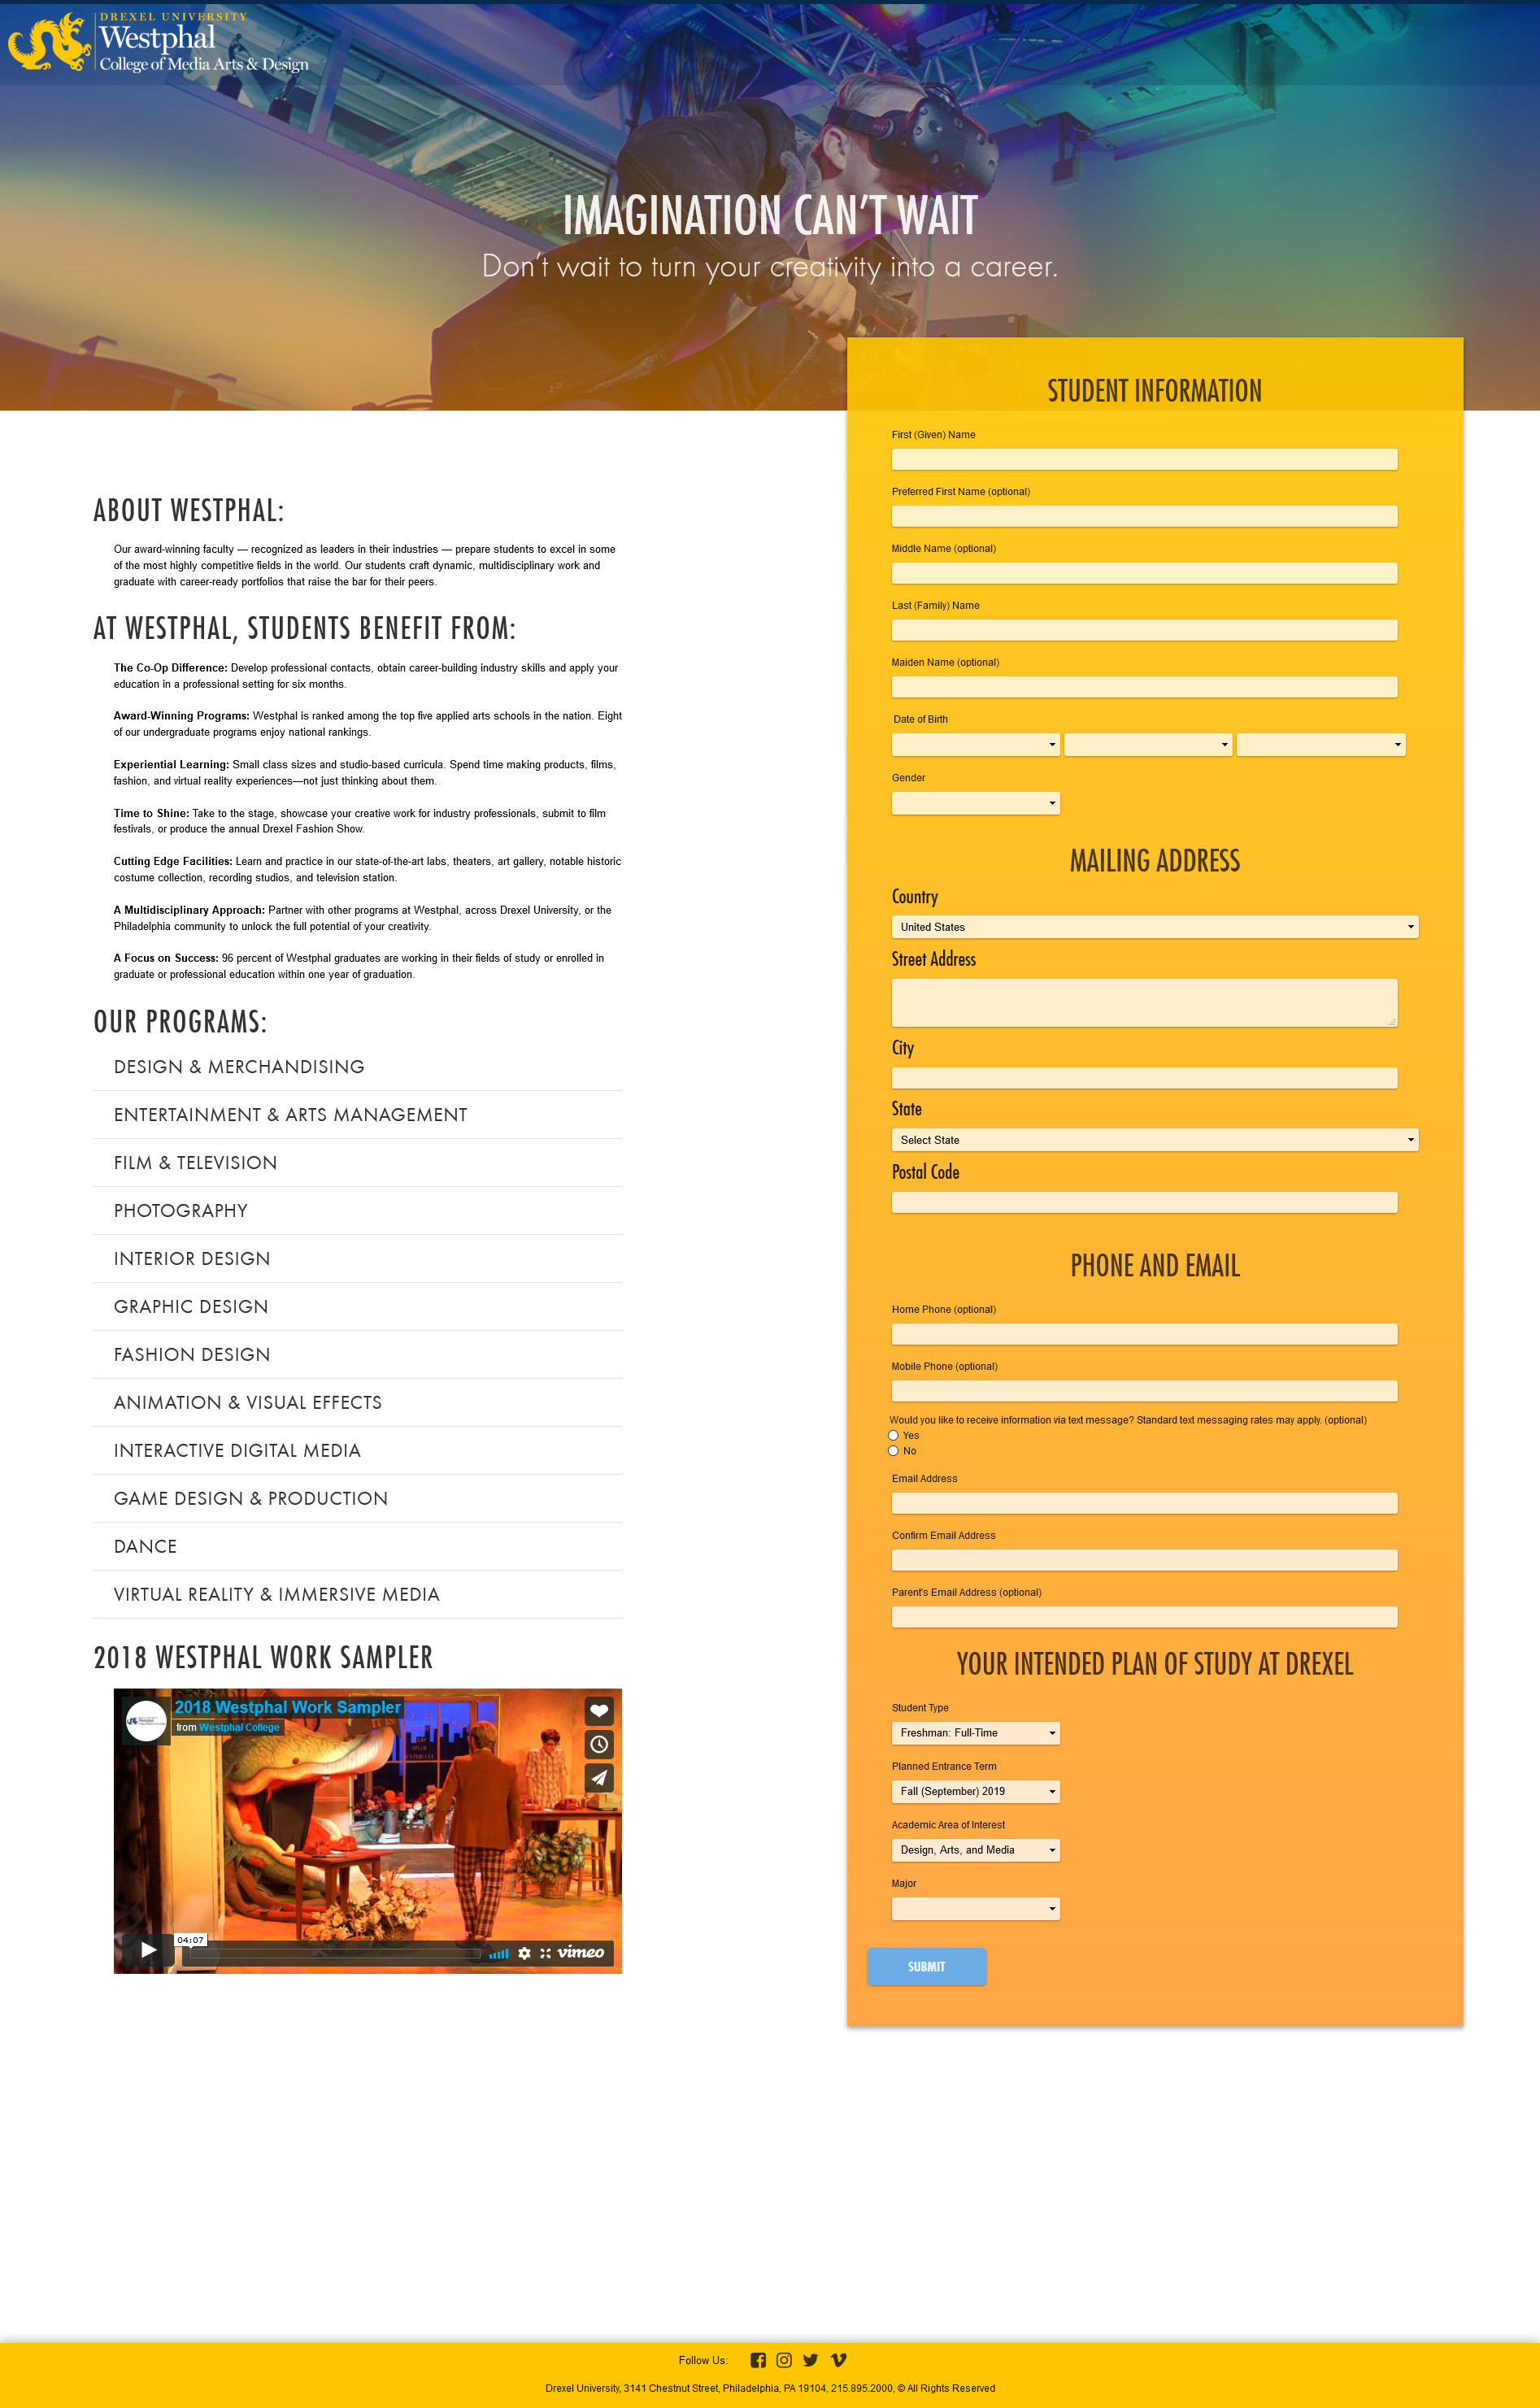 DREXEL UNIVERSITY
Westphal
College of Media Arts & Design
IMAGINATION CAN'T WAIT
Don't wait to turn your creativity into a career.
ABOUT WESTPHAL:
Our award-winning faculty — recognized as leaders in their industries — prepare students to excel in some
of the most highly competitive fields in the world. Our students craft dynamic, multidisciplinary work and
graduate with career-ready portfolios that raise the bar for their peers.
AT WESTPHAL, STUDENTS BENEFIT FROM:
The Co-Op Difference: Develop professional contacts, obtain career-building industry skills and apply your
education in a professional setting for six months.
Award-Winning Programs: Westphal is ranked among the top five applied arts schools in the nation. Eight
of our undergraduate programs enjoy national rankings.
Experiential Learning: Small class sizes and studio-based curricula. Spend time making products, films,
fashion, and virtual reality experiences—not just thinking about them.
Time to Shine: Take to the stage, showcase your creative work for industry professionals, submit to film
festivals, or produce the annual Drexel Fashion Show.
Cutting Edge Facilities: Learn and practice in our state-of-the-art labs, theaters, art gallery, notable historic
costume collection, recording studios, and television station.
A Multidisciplinary Approach: Partner with other programs at Westphal, across Drexel University, or the
Philadelphia community to unlock the full potential of your creativity.
A Focus on Success: 96 percent of Westphal graduates are working in their fields of study or enrolled in
graduate or professional education within one year of graduation.
OUR PROGRAMS:
DESIGN & MERCHANDISING
ENTERTAINMENT & ARTS MANAGEMENT
FILM & TELEVISION
PHOTOGRAPHY
INTERIOR DESIGN
GRAPHIC DESIGN
FASHION DESIGN
ANIMATION & VISUAL EFFECTS
INTERACTIVE DIGITAL MEDIA
GAME DESIGN & PRODUCTION
DANCE
VIRTUAL REALITY & IMMERSIVE MEDIA
2018 WESTPHAL WORK SAMPLER
2018 Westphal Work Sampler
from Westphal College
04:07
vimeo
STUDENT INFORMATION
First (Given) Name
Preferred First Name (optional)
Middle Name (optional)
Last (Family) Name
Maiden Name (optional)
Date of Birth
Gender
MAILING ADDRESS
Country
United States
Street Address
City
State
Select State
Postal Code
PHONE AND EMAIL
Home Phone (optional)
Mobile Phone (optional)
Would you like to receive information via text message? Standard text messaging rates may apply. (optional)
Yes
No
Email Address
Confirm Email Address
Parent's Email Address (optional)
YOUR INTENDED PLAN OF STUDY AT DREXEL
Student Type
Freshman: Full-Time
Planned Entrance Term
Fall (September) 2019
Academic Area of Interest
Design, Arts, and Media
Major
SUBMIT
Follow Us:
Drexel University, 3141 Chestnut Street, Philadelphia, PA 19104, 215.895.2000, © All Rights Reserved